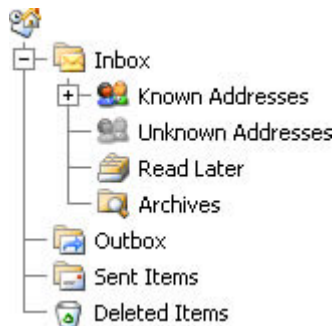 Inbox
Known Addresses
Unknown Addresses
Read Later
Archives
Outbox
Sent Items
Deleted Items